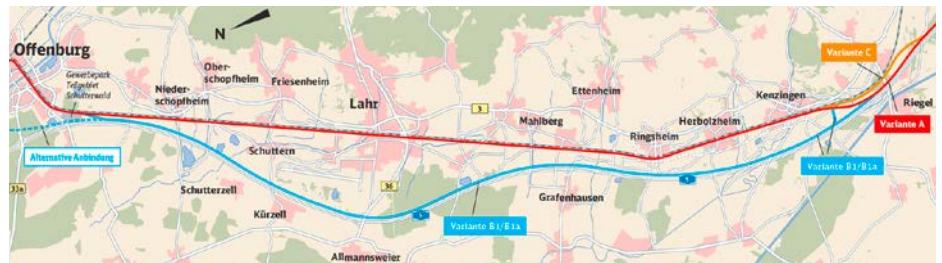 N
Offenburg
Gewerbepark
Teilgebiet
Schutterwald
Ober-
schopfheim
Nieder-
schopfheim
Friesenheim
Lahr
3
Mahlberg
Ettenheim
Ringsheim
Herbolzheim
Kenzingen
Variante C
Riegel
Variante A
Alternative Anbindung
33a
Schuttern
Schutterzell
Kürzell
36
5
Variante B1/B1a
Allmannsweier
Grafenhausen
5
Variante B1/B1a